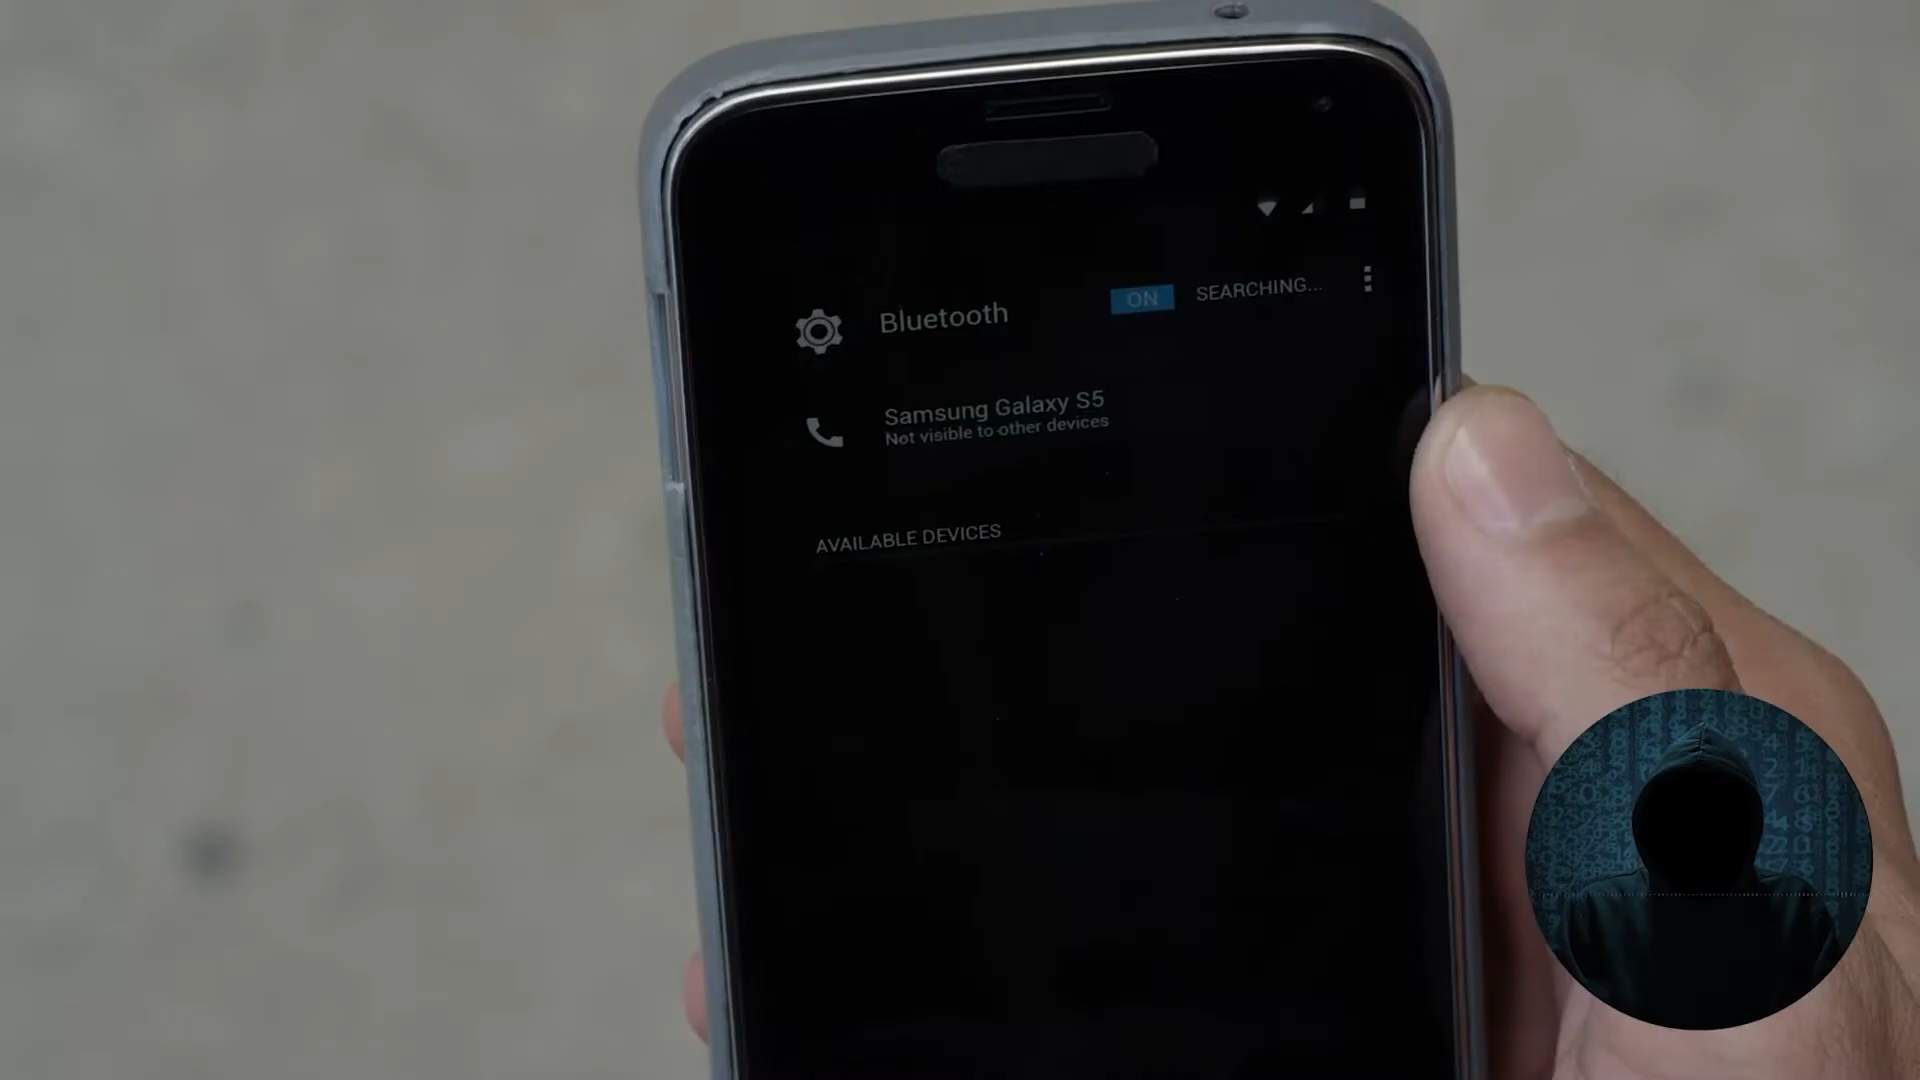 Bluetooth
ON
SEARCHING...
Samsung Galaxy S5
Not visible to other devices
AVAILABLE DEVICES